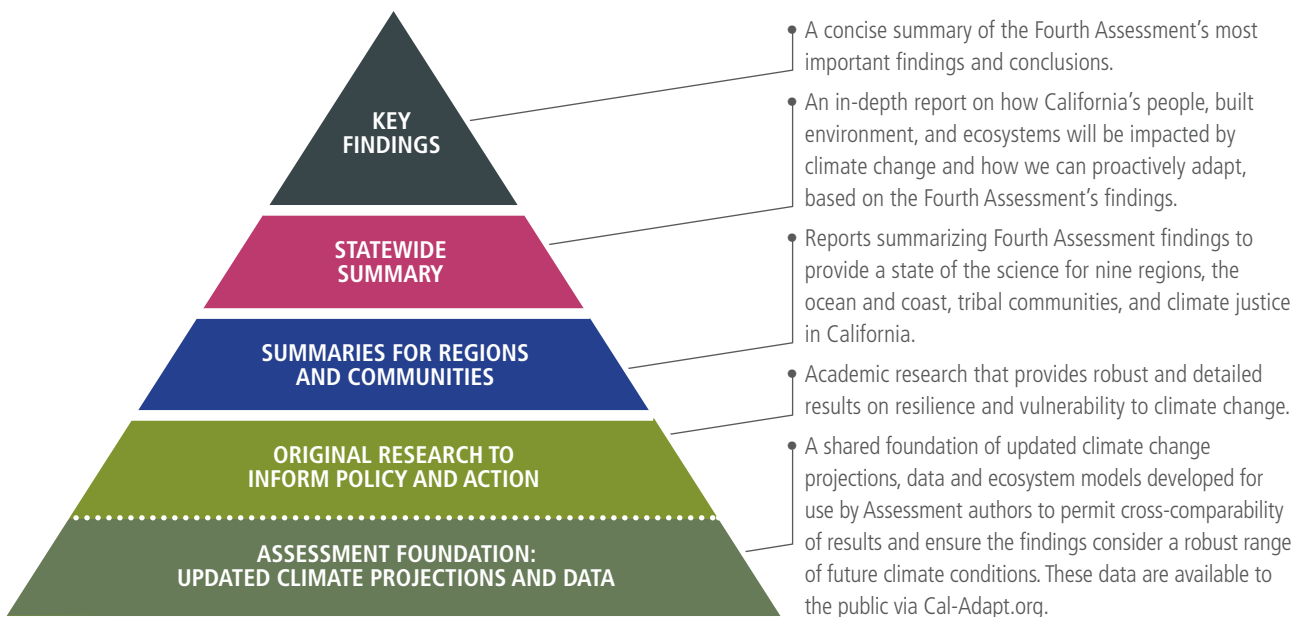 KEY
FINDINGS
A concise summary of the Fourth Assessment’s most
important findings and conclusions.
STATEWIDE
SUMMARY
An in-depth report on how California’s people, built
environment, and ecosystems will be impacted by
climate change and how we can proactively adapt,
based on the Fourth Assessment’s findings.
SUMMARIES FOR REGIONS
AND COMMUNITIES
Reports summarizing Fourth Assessment findings to
provide a state of the science for nine regions, the
ocean and coast, tribal communities, and climate justice
in California.
ORIGINAL RESEARCH TO
INFORM POLICY AND ACTION
Academic research that provides robust and detailed
results on resilience and vulnerability to climate change.
ASSESSMENT FOUNDATION:
UPDATED CLIMATE PROJECTIONS AND DATA
A shared foundation of updated climate change
projections, data and ecosystem models developed for
use by Assessment authors to permit cross-comparability
of results and ensure the findings consider a robust range
of future climate conditions. These data are available to
the public via Cal-Adapt.org.